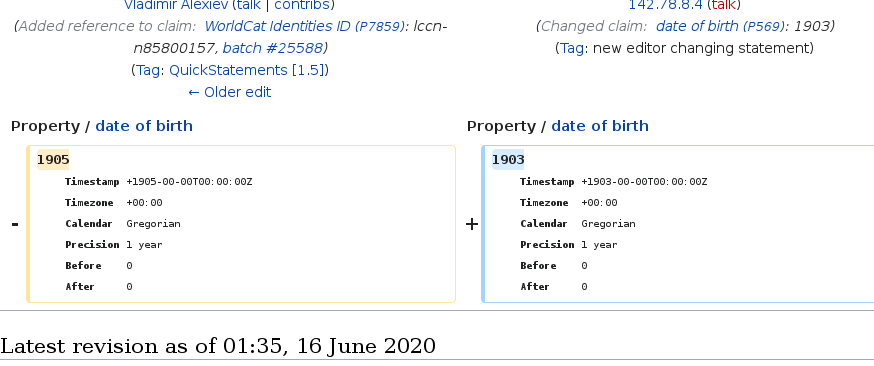 Vladimir Alexiev (talk | contribs)
(Added reference to claim: WorldCat Identities ID (P7859): lccn-
n85800157, batch #25588)
(Tag: QuickStatements [1.5])
← Older edit
142.78.8.4 (talk)
(Changed claim: date of birth (P569): 1903)
(Tag: new editor changing statement)
Property / date of birth
Property / date of birth
-
1905
Timestamp +1905-00-00T00:00:00Z
Timezone +00:00
Calendar Gregorian
Precision 1 year
Before 0
After 0
+
1903
Timestamp +1903-00-00T00:00:00Z
Timezone +00:00
Calendar Gregorian
Precision 1 year
Before 0
After 0
Latest revision as of 01:35, 16 June 2020